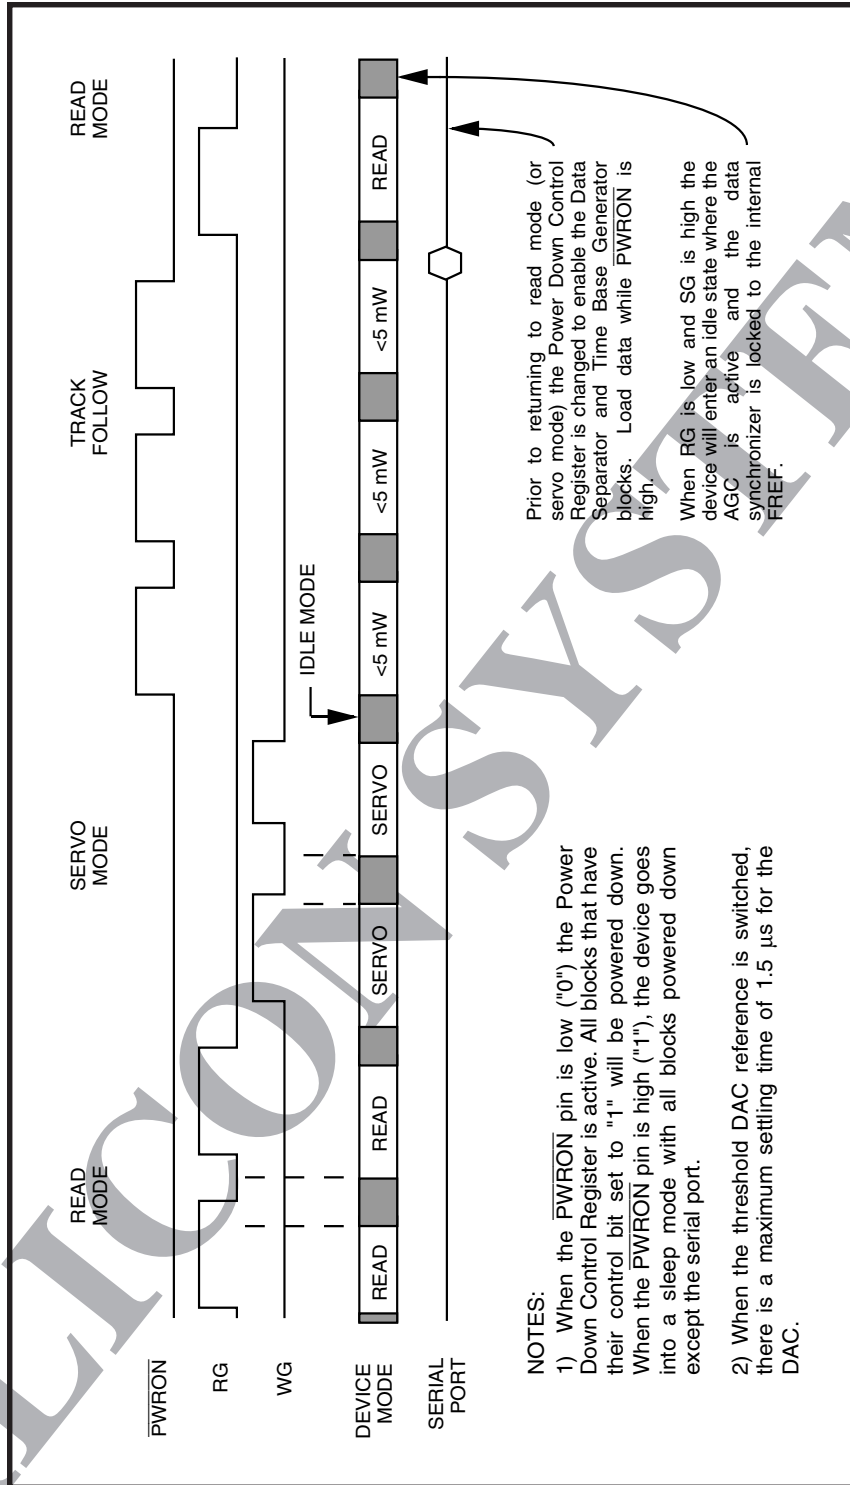 READ
MODE
SERVO
MODE
TRACK
FOLLOW
READ
MODE
PWRON
RG
WG
IDLE MODE
DEVICE
MODE
READ
READ
SERVO
SERVO
<5 mW
<5 mW
<5 mW
READ
SERIAL
PORT
NOTES:
1) When the PWRON pin is low ("0") the Power
Down Control Register is active. All blocks that have
their control bit set to "1" will be powered down.
When the PWRON pin is high ("1"), the device goes
into a sleep mode with all blocks powered down
except the serial port.
2) When the threshold DAC reference is switched,
there is a maximum settling time of 1.5 µs for the
DAC.
Prior to returning to read mode (or
servo mode) the Power Down Control
Register is changed to enable the Data
Separator and Time Base Generator
blocks. Load data while PWRON is
high.
When RG is low and SG is high the
device will enter an idle state where the
AGC is active and the data
synchronizer is locked to the internal
FREF.
LICON SYSTEM